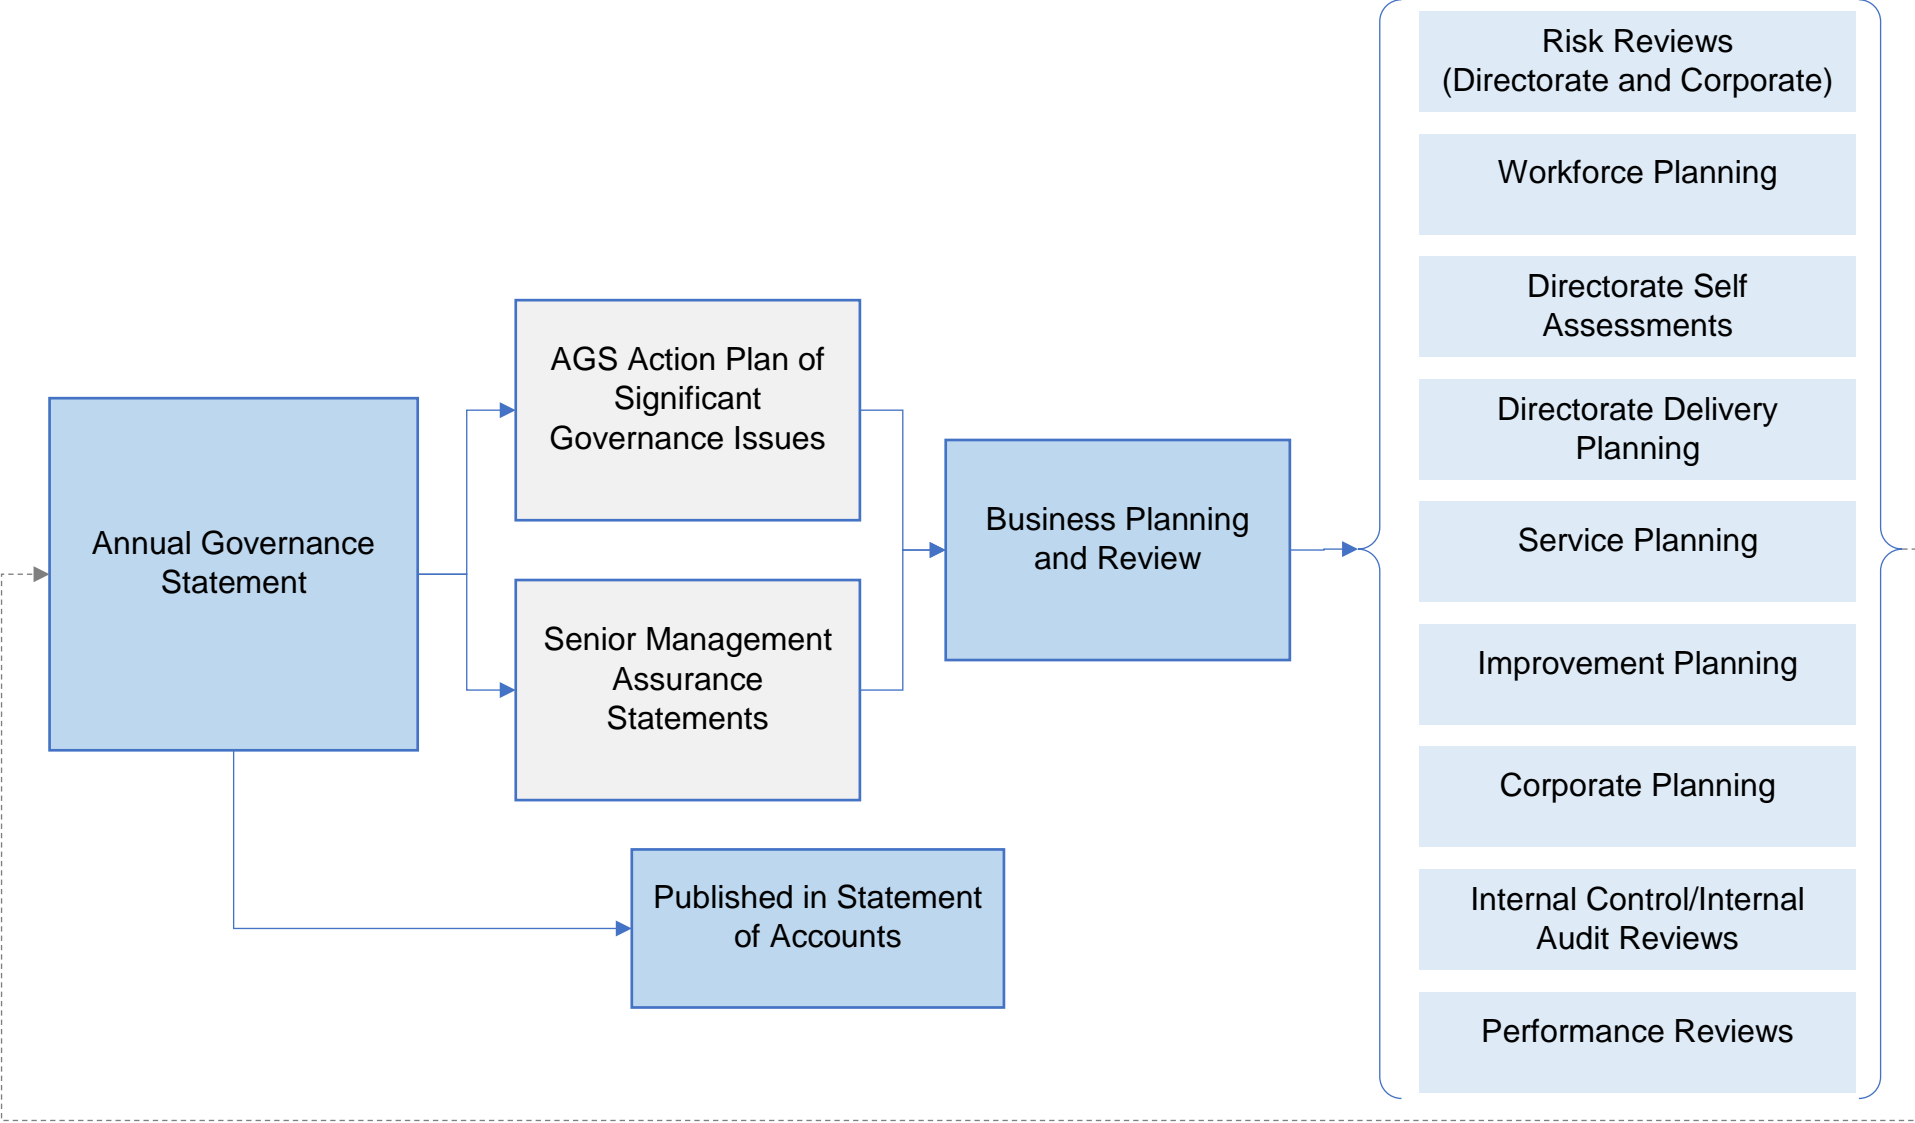 Annual Governance
Statement
AGS Action Plan of
Significant
Governance Issues
Senior Management
Assurance
Statements
Published in Statement
of Accounts
Business Planning
and Review
Risk Reviews
(Directorate and Corporate)
Workforce Planning
Directorate Self
Assessments
Directorate Delivery
Planning
Service Planning
Improvement Planning
Corporate Planning
Internal Control/Internal
Audit Reviews
Performance Reviews